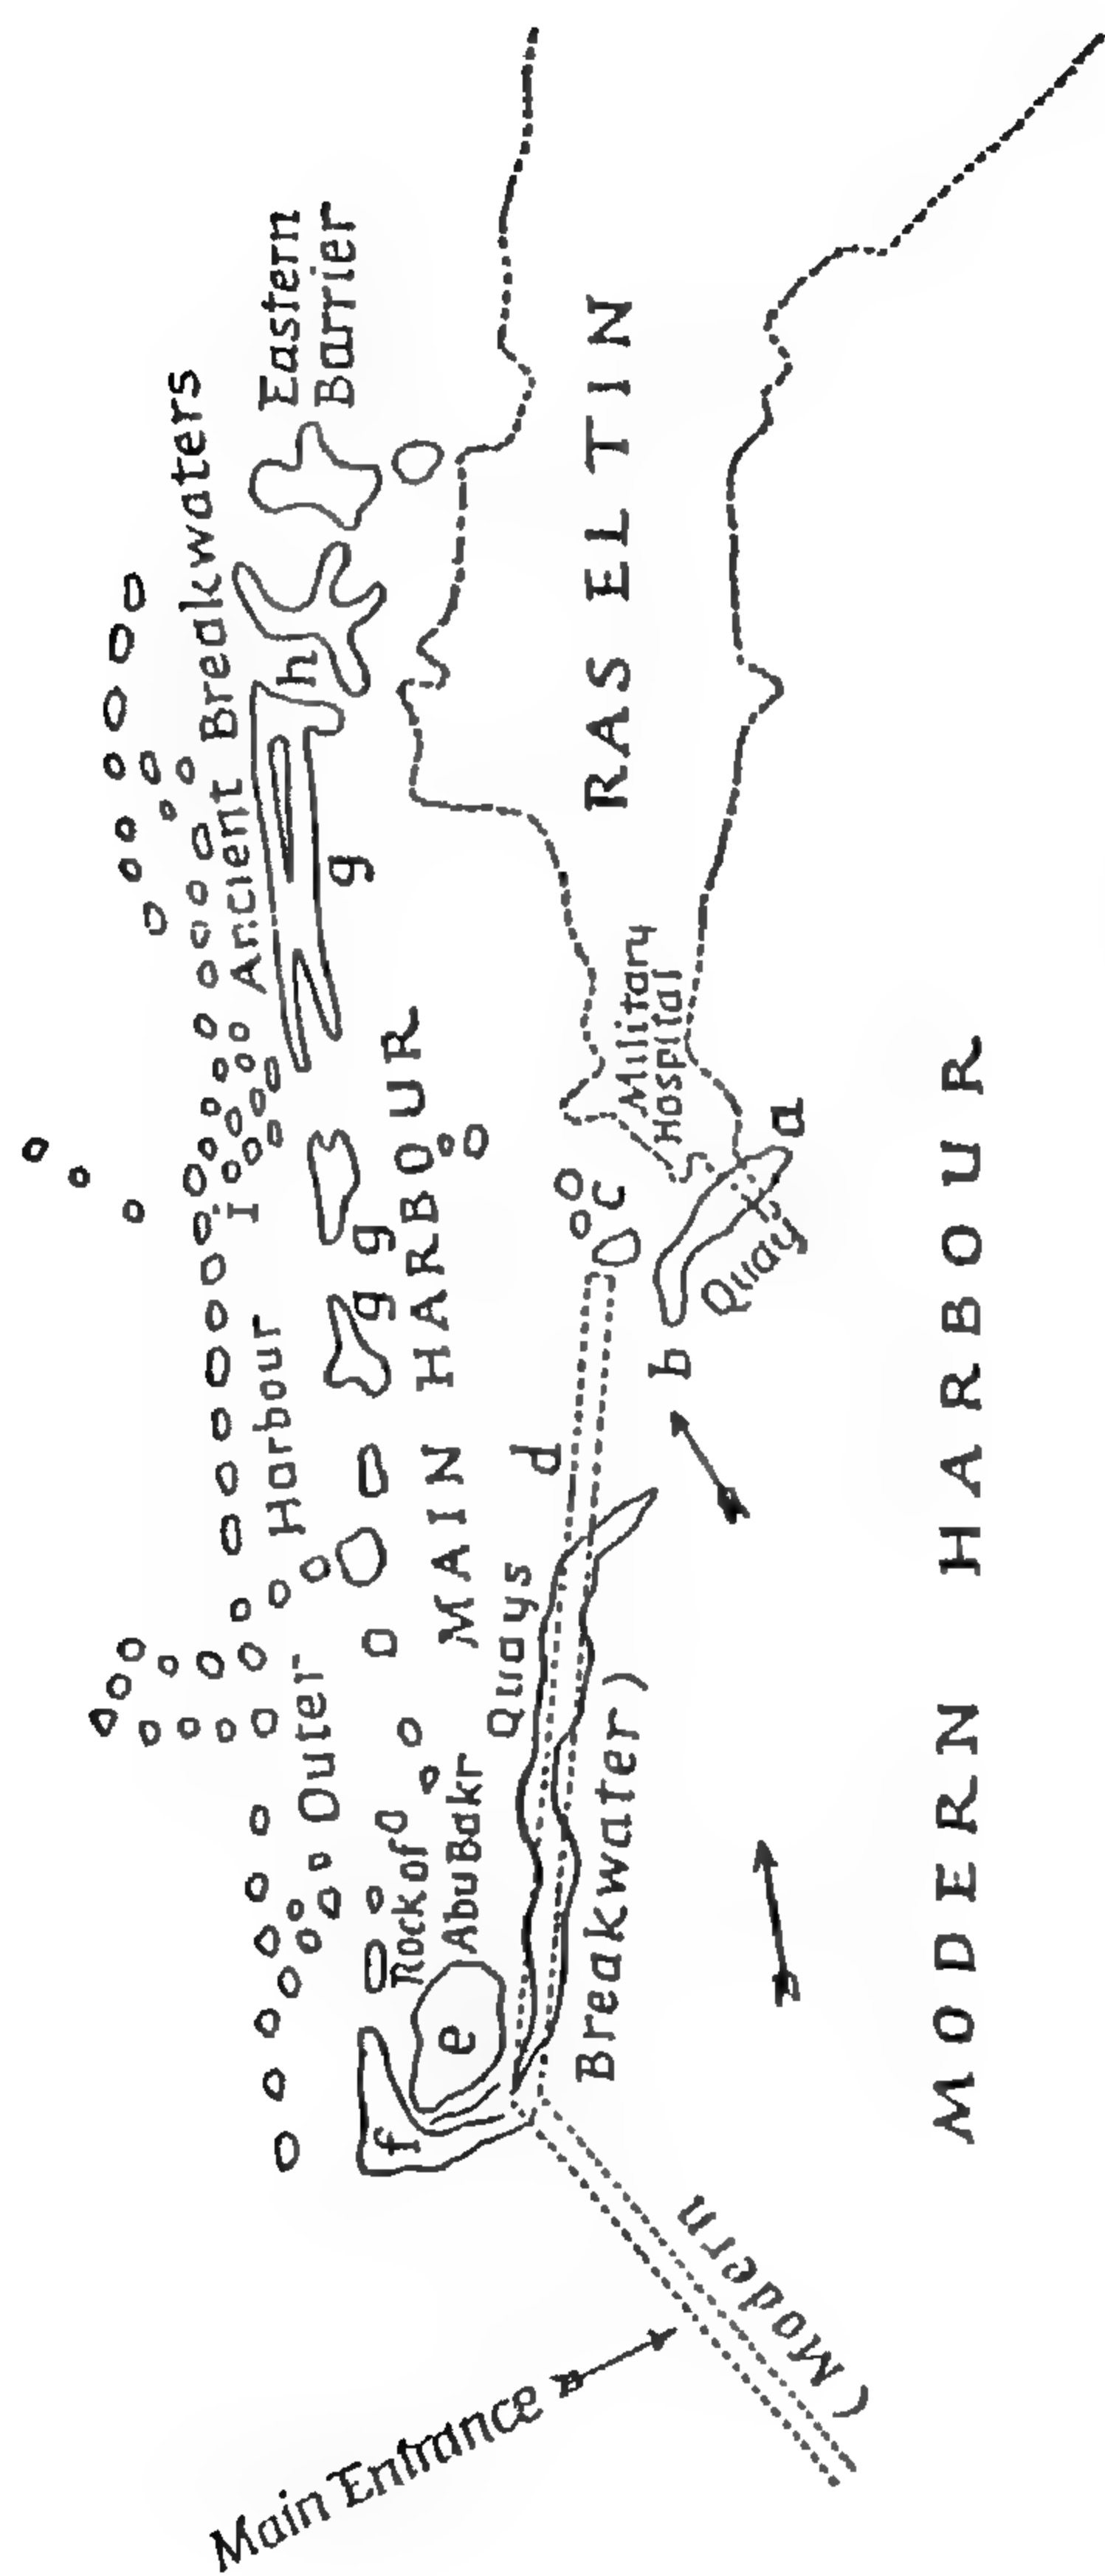 Eastern
Barrier
Ancient Breakwaters
h
g
i
g
g
Outer Harbour
MAIN HARBOUR
RAS EL TIN
Military
Hospital
a
Quay
b
c
d
Quays
Rock of
Abu Bakr
e
f
(Modern
Breakwater)
Main Entrance
MODERN HARBOUR